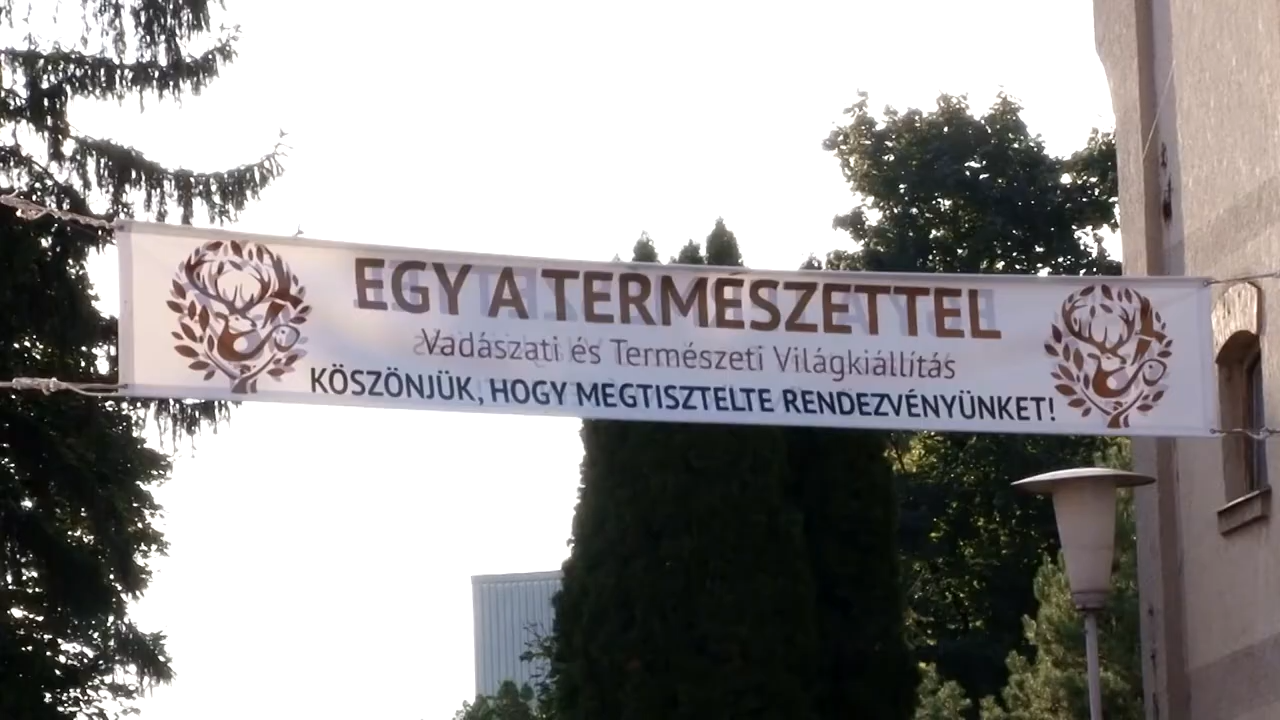 EGY A TERMÉSZETTEL
Vadászati és Természeti Világkiállítás
KÖSZÖNJÜK, HOGY MEGTISZTELTE RENDEZVÉNYÜNKET!